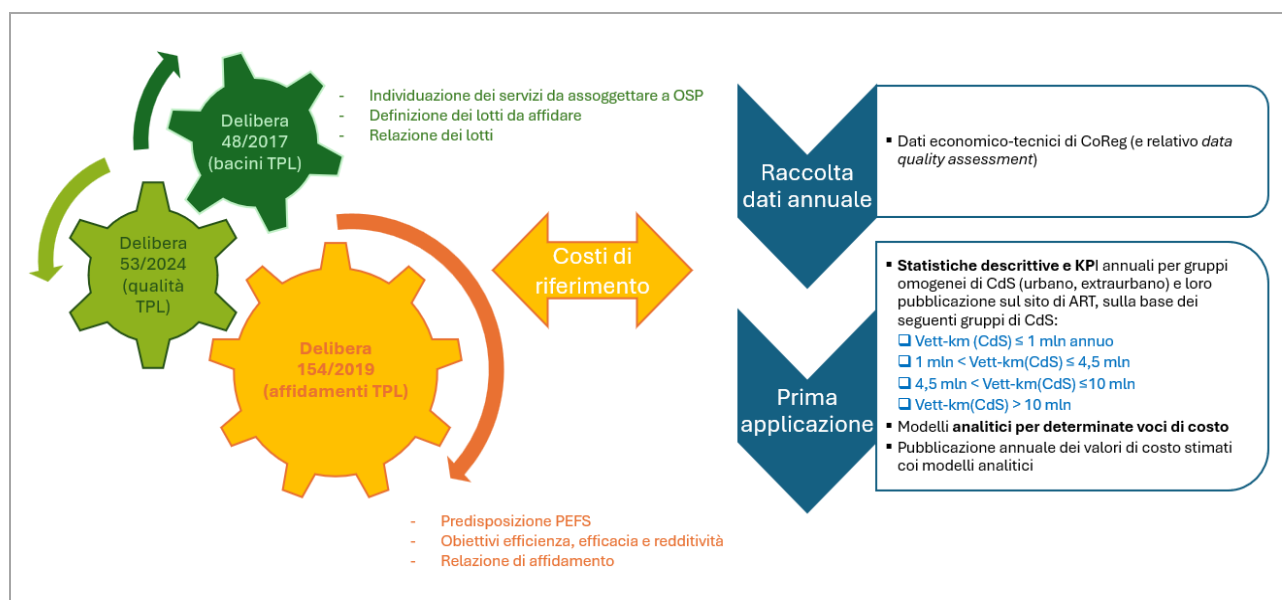 Delibera
48/2017
(bacini TPL)
- Individuazione dei servizi da assoggettare a OSP
- Definizione dei lotti da affidare
- Relazione dei lotti
Delibera
53/2024
(qualità
TPL)
Delibera
154/2019
(affidamenti TPL)
- Predisposizione PEFS
- Obiettivi efficienza, efficacia e redditività
- Relazione di affidamento
Costi di
riferimento
Raccolta
dati annuale
▪ Dati economico-tecnici di CoReg (e relativo data
quality assessment)
Prima
applicazione
▪ Statistiche descrittive e KPI annuali per gruppi
omogenei di CdS (urbano, extraurbano) e loro
pubblicazione sul sito di ART, sulla base dei
seguenti gruppi di CdS:
❑ Vett-km (CdS) ≤ 1 mln annuo
❑ 1 mln < Vett-km(CdS) ≤ 4,5 mln
❑ 4,5 mln < Vett-km(CdS) ≤10 mln
❑ Vett-km(CdS) > 10 mln
▪ Modelli analitici per determinate voci di costo
▪ Pubblicazione annuale dei valori di costo stimati
coi modelli analitici